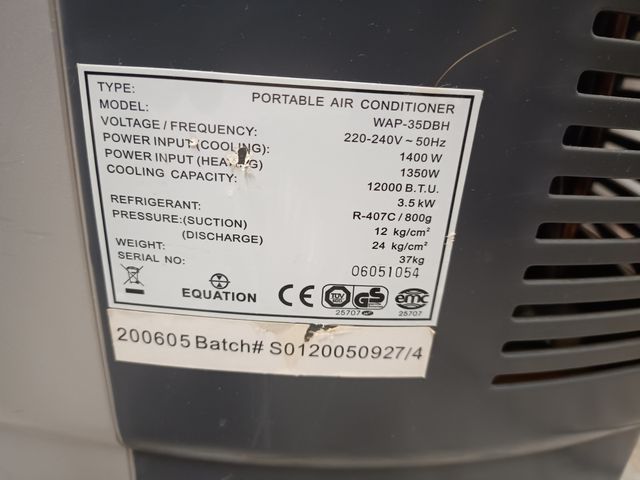 TYPE: PORTABLE AIR CONDITIONER
MODEL: WAP-35DBH
VOLTAGE / FREQUENCY: 220-240V ~ 50Hz
POWER INPUT (COOLING): 1400 W
POWER INPUT (HEATING) 1350W
COOLING CAPACITY: 12000 B.T.U.
3.5 kW
REFRIGERANT: R-407C / 800g
PRESSURE:(SUCTION) 12 kg/cm²
(DISCHARGE) 24 kg/cm²
WEIGHT: 37kg
SERIAL NO: 06051054
EQUATION CE TÜV GS emc
25707 25707
200605 Batch# S0120050927/4